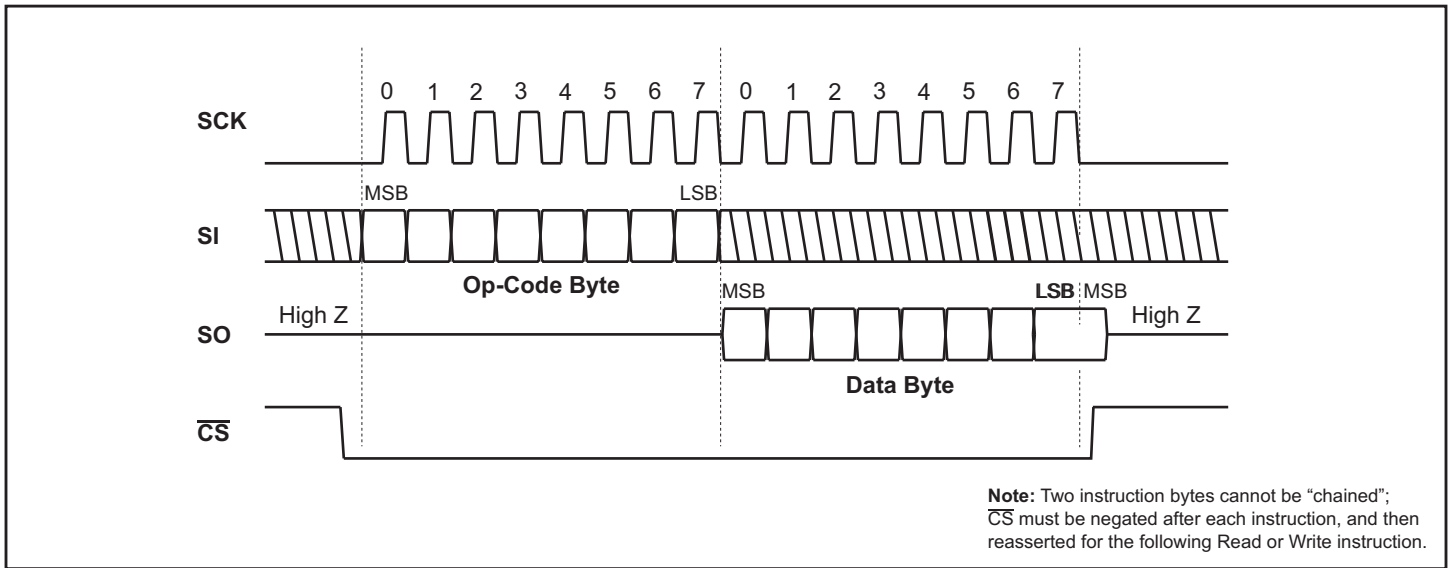 0 1 2 3 4 5 6 7 0 1 2 3 4 5 6 7
SCK
MSB LSB
SI
Op-Code Byte
MSB LSB MSB
High Z High Z
SO
Data Byte
CS
Note: Two instruction bytes cannot be “chained”;
CS must be negated after each instruction, and then
reasserted for the following Read or Write instruction.